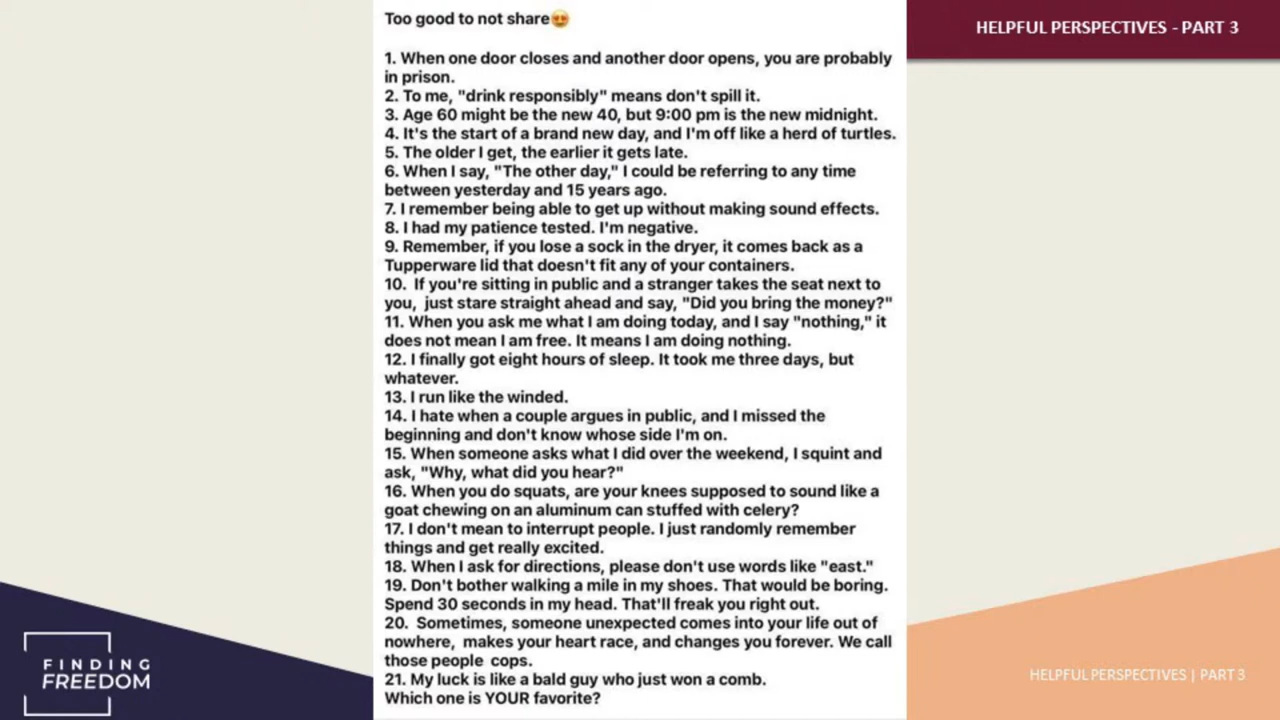 Too good to not share😍
HELPFUL PERSPECTIVES - PART 3
1. When one door closes and another door opens, you are probably
in prison.
2. To me, "drink responsibly" means don't spill it.
3. Age 60 might be the new 40, but 9:00 pm is the new midnight.
4. It's the start of a brand new day, and I'm off like a herd of turtles.
5. The older I get, the earlier it gets late.
6. When I say, "The other day," I could be referring to any time
between yesterday and 15 years ago.
7. I remember being able to get up without making sound effects.
8. I had my patience tested. I'm negative.
9. Remember, if you lose a sock in the dryer, it comes back as a
Tupperware lid that doesn't fit any of your containers.
10.  If you're sitting in public and a stranger takes the seat next to
you,  just stare straight ahead and say, "Did you bring the money?"
11. When you ask me what I am doing today, and I say "nothing," it
does not mean I am free. It means I am doing nothing.
12. I finally got eight hours of sleep. It took me three days, but
whatever.
13. I run like the winded.
14. I hate when a couple argues in public, and I missed the
beginning and don't know whose side I'm on.
15. When someone asks what I did over the weekend, I squint and
ask, "Why, what did you hear?"
16. When you do squats, are your knees supposed to sound like a
goat chewing on an aluminum can stuffed with celery?
17. I don't mean to interrupt people. I just randomly remember
things and get really excited.
18. When I ask for directions, please don't use words like "east."
19. Don't bother walking a mile in my shoes. That would be boring.
Spend 30 seconds in my head. That'll freak you right out.
20.  Sometimes, someone unexpected comes into your life out of
nowhere,  makes your heart race, and changes you forever. We call
those people  cops.
21. My luck is like a bald guy who just won a comb.
Which one is YOUR favorite?
FINDING
FREEDOM
HELPFUL PERSPECTIVES | PART 3